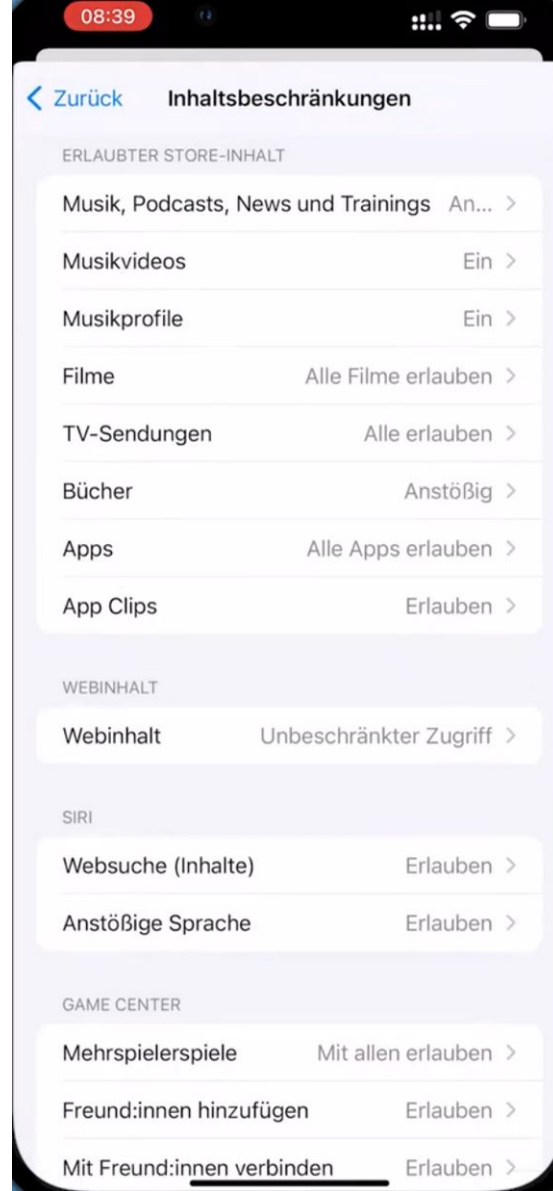 08:39
Zurück Inhaltsbeschränkungen
ERLAUBTER STORE-INHALT
Musik, Podcasts, News und Trainings An...
Musikvideos Ein
Musikprofile Ein
Filme Alle Filme erlauben
TV-Sendungen Alle erlauben
Bücher Anstößig
Apps Alle Apps erlauben
App Clips Erlauben
WEBINHALT
Webinhalt Unbeschränkter Zugriff
SIRI
Websuche (Inhalte) Erlauben
Anstößige Sprache Erlauben
GAME CENTER
Mehrspielerspiele Mit allen erlauben
Freund:innen hinzufügen Erlauben
Mit Freund:innen verbinden Erlauben